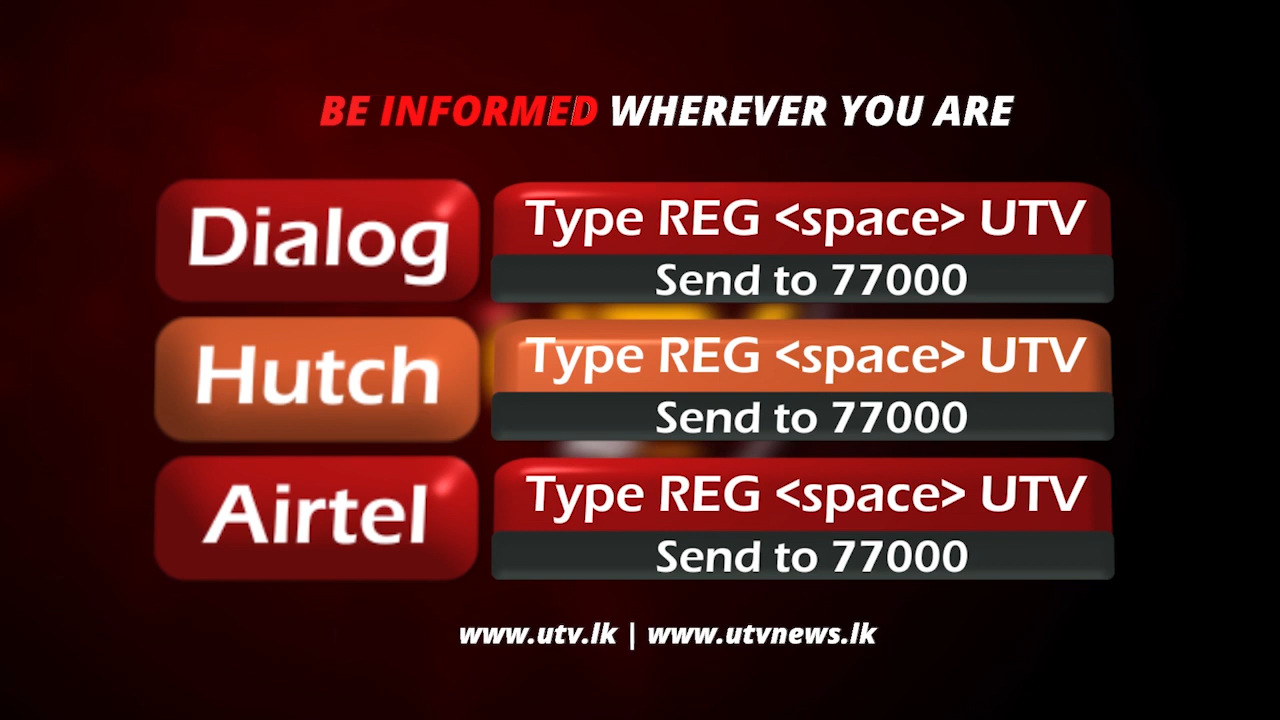 BE INFORMED WHEREVER YOU ARE
Dialog
Type REG <space> UTV
Send to 77000
Hutch
Type REG <space> UTV
Send to 77000
Airtel
Type REG <space> UTV
Send to 77000
www.utv.lk | www.utvnews.lk